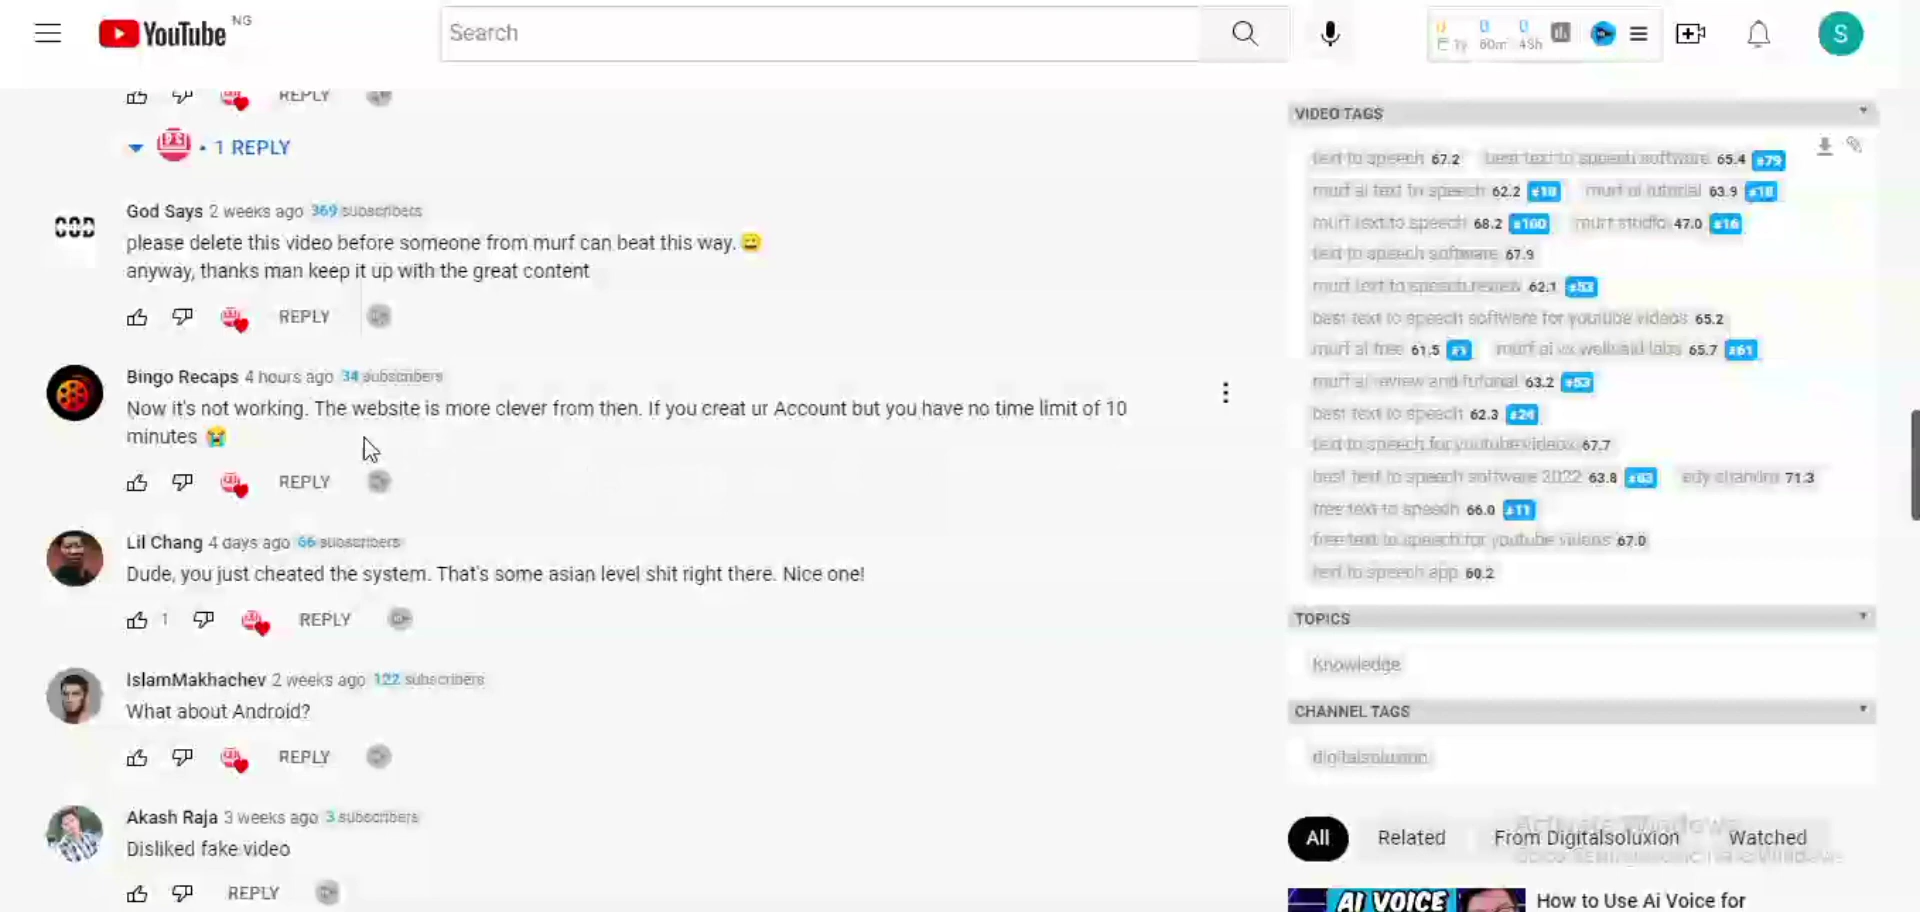 YouTube NG
Search
0 0 0
1y 60m 48h
S
REPLY
1 REPLY
God Says 2 weeks ago 369 subscribers
please delete this video before someone from murf can beat this way.
anyway, thanks man keep it up with the great content
REPLY
Bingo Recaps 4 hours ago 34 subscribers
Now it's not working. The website is more clever from then. If you creat ur Account but you have no time limit of 10
minutes
REPLY
Lil Chang 4 days ago 66 subscribers
Dude, you just cheated the system. That's some asian level shit right there. Nice one!
1 REPLY
IslamMakhachev 2 weeks ago 122 subscribers
What about Android?
REPLY
Akash Raja 3 weeks ago 3 subscribers
Disliked fake video
REPLY
VIDEO TAGS
text to speech 67.2 best text to speech software 65.4 #79
murf ai text to speech 62.2 #18 murf ai tutorial 63.9 #18
murf text to speech 68.2 #160 murf studio 47.0 #16
text to speech software 67.9
murf text to speech review 62.1 #53
best text to speech software for youtube videos 65.2
murf ai free 61.5 murf ai vs wellsaid labs 65.7 #61
murf ai review and tutorial 63.2 #53
best text to speech 62.3 #24
text to speech for youtube videos 67.7
best text to speech software 2022 63.8 #83 edy chandra 71.3
free text to speech 66.0 #11
free text to speech for youtube videos 67.0
text to speech app 60.2
TOPICS
Knowledge
CHANNEL TAGS
digitalsoluxion
Activate Windows
All Related From Digitalsoluxion Watched
AI VOICE
How to Use Ai Voice for